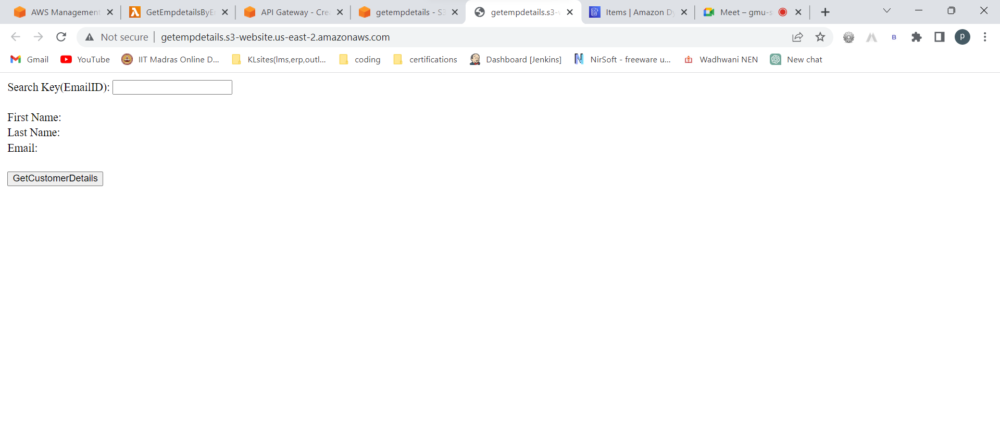 AWS Management
GetEmpdetailsByE
API Gateway - Cre
getempdetails - S3
getempdetails.s3-
Items | Amazon Dy
Meet – gmu-s
Not secure
getempdetails.s3-website.us-east-2.amazonaws.com
B
p
Gmail
YouTube
IIT Madras Online D...
KLsites(lms,erp,outl...
coding
certifications
Dashboard [Jenkins]
NirSoft - freeware u...
Wadhwani NEN
New chat
Search Key(EmailID):
First Name:
Last Name:
Email:
GetCustomerDetails